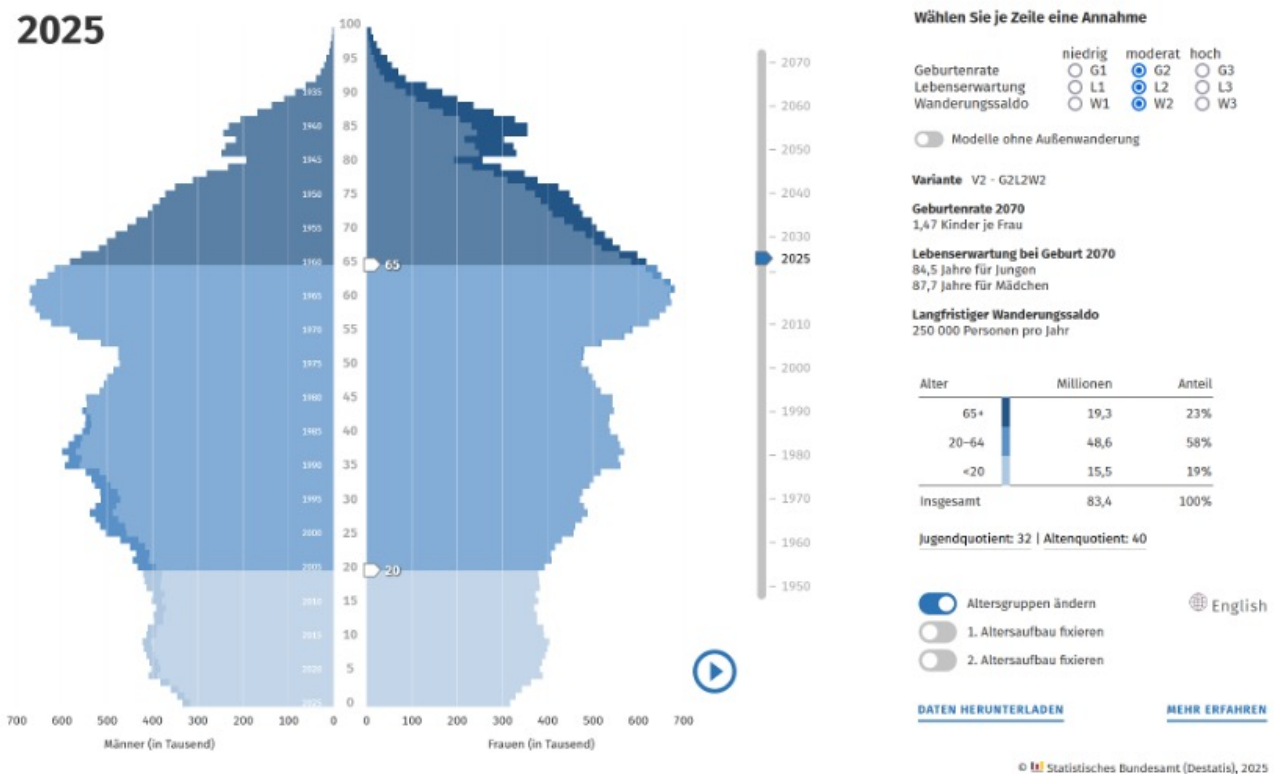 2025
100
95
90
85
80
75
70
65
60
55
50
45
40
35
30
25
20
15
10
5
0
1935
1940
1945
1950
1955
1960
1965
1970
1975
1980
1985
1990
1995
2000
2005
2010
2015
2020
2025
65
20
700 600 500 400 300 200 100 0
0 100 200 300 400 500 600 700
Männer (in Tausend)
Frauen (in Tausend)
2070
2060
2050
2040
2030
2025
2010
2000
1990
1980
1970
1960
1950
Wählen Sie je Zeile eine Annahme
niedrig moderat hoch
Geburtenrate G1 G2 G3
Lebenserwartung L1 L2 L3
Wanderungssaldo W1 W2 W3
Modelle ohne Außenwanderung
Variante V2 - G2L2W2
Geburtenrate 2070
1,47 Kinder je Frau
Lebenserwartung bei Geburt 2070
84,5 Jahre für Jungen
87,7 Jahre für Mädchen
Langfristiger Wanderungssaldo
250 000 Personen pro Jahr
Alter Millionen Anteil
65+ 19,3 23%
20–64 48,6 58%
<20 15,5 19%
Insgesamt 83,4 100%
Jugendquotient: 32 | Altenquotient: 40
Altersgruppen ändern
English
1. Altersaufbau fixieren
2. Altersaufbau fixieren
DATEN HERUNTERLADEN
MEHR ERFAHREN
© Statistisches Bundesamt (Destatis), 2025